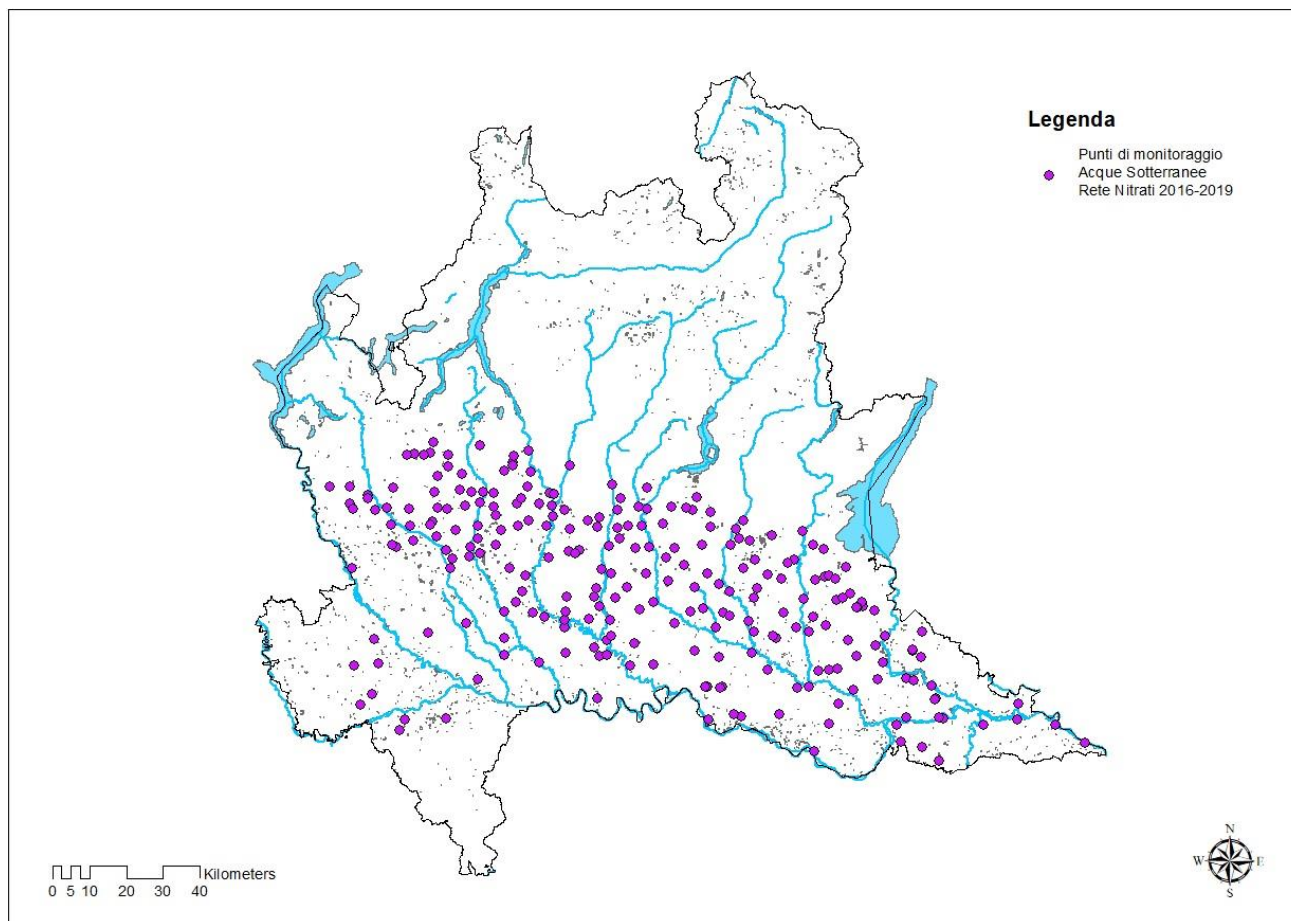 Legenda
Punti di monitoraggio
Acque Sotterranee
Rete Nitrati 2016-2019
N
W E
S
Kilometers
0 5 10 20 30 40